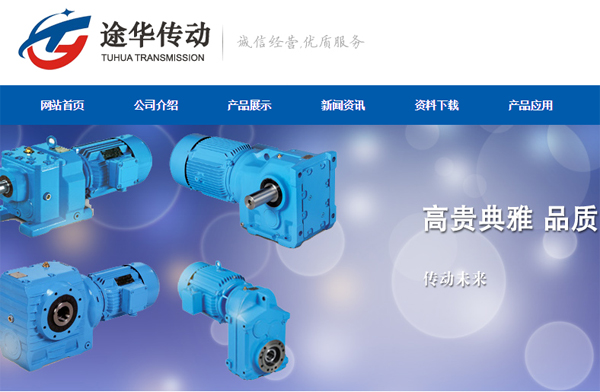 途华传动
TUHUA TRANSMISSION
诚信经营.优质服务
网站首页 公司介绍 产品展示 新闻资讯 资料下载 产品应用
高贵典雅 品质
传动未来